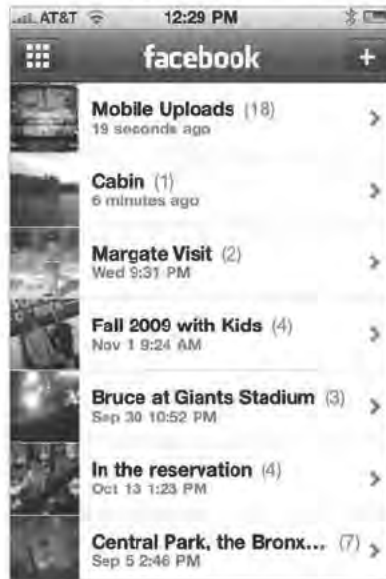 AT&T 12:29 PM
facebook +
Mobile Uploads (18)
19 seconds ago
Cabin (1)
6 minutes ago
Margate Visit (2)
Wed 9:31 PM
Fall 2009 with Kids (4)
Nov 1 9:24 AM
Bruce at Giants Stadium (3)
Sep 30 10:52 PM
In the reservation (4)
Oct 13 1:23 PM
Central Park, the Bronx... (7)
Sep 5 2:46 PM